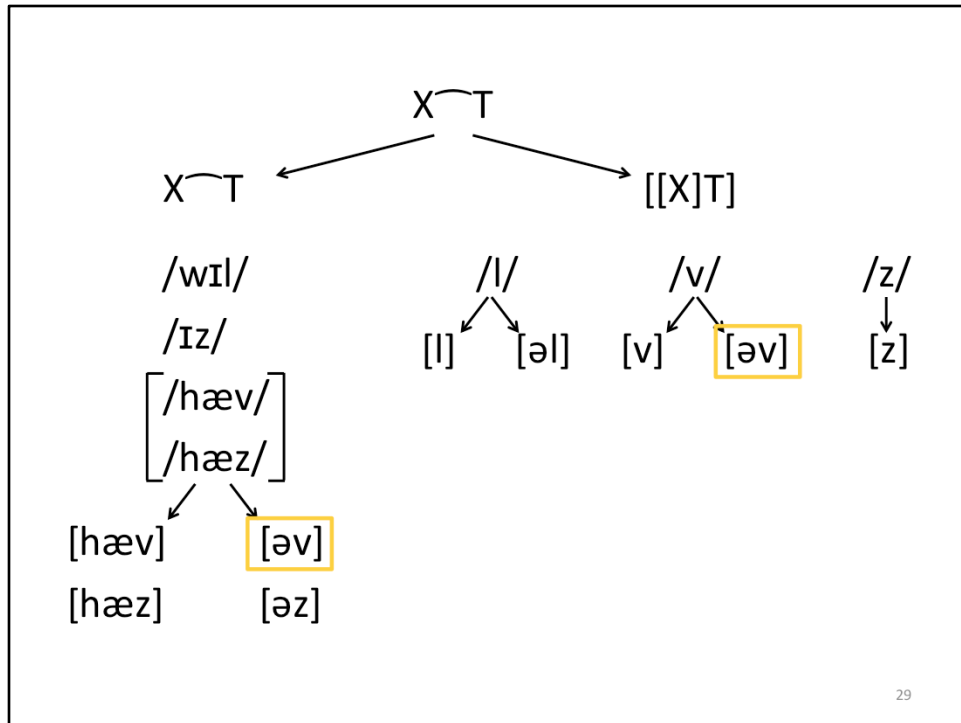 X⁀T
X⁀T [[X]T]
/wɪl/ /l/ /v/ /z/
/ɪz/ [l] [əl] [v] [əv] [z]
/hæv/
/hæz/
[hæv] [əv]
[hæz] [əz]
29